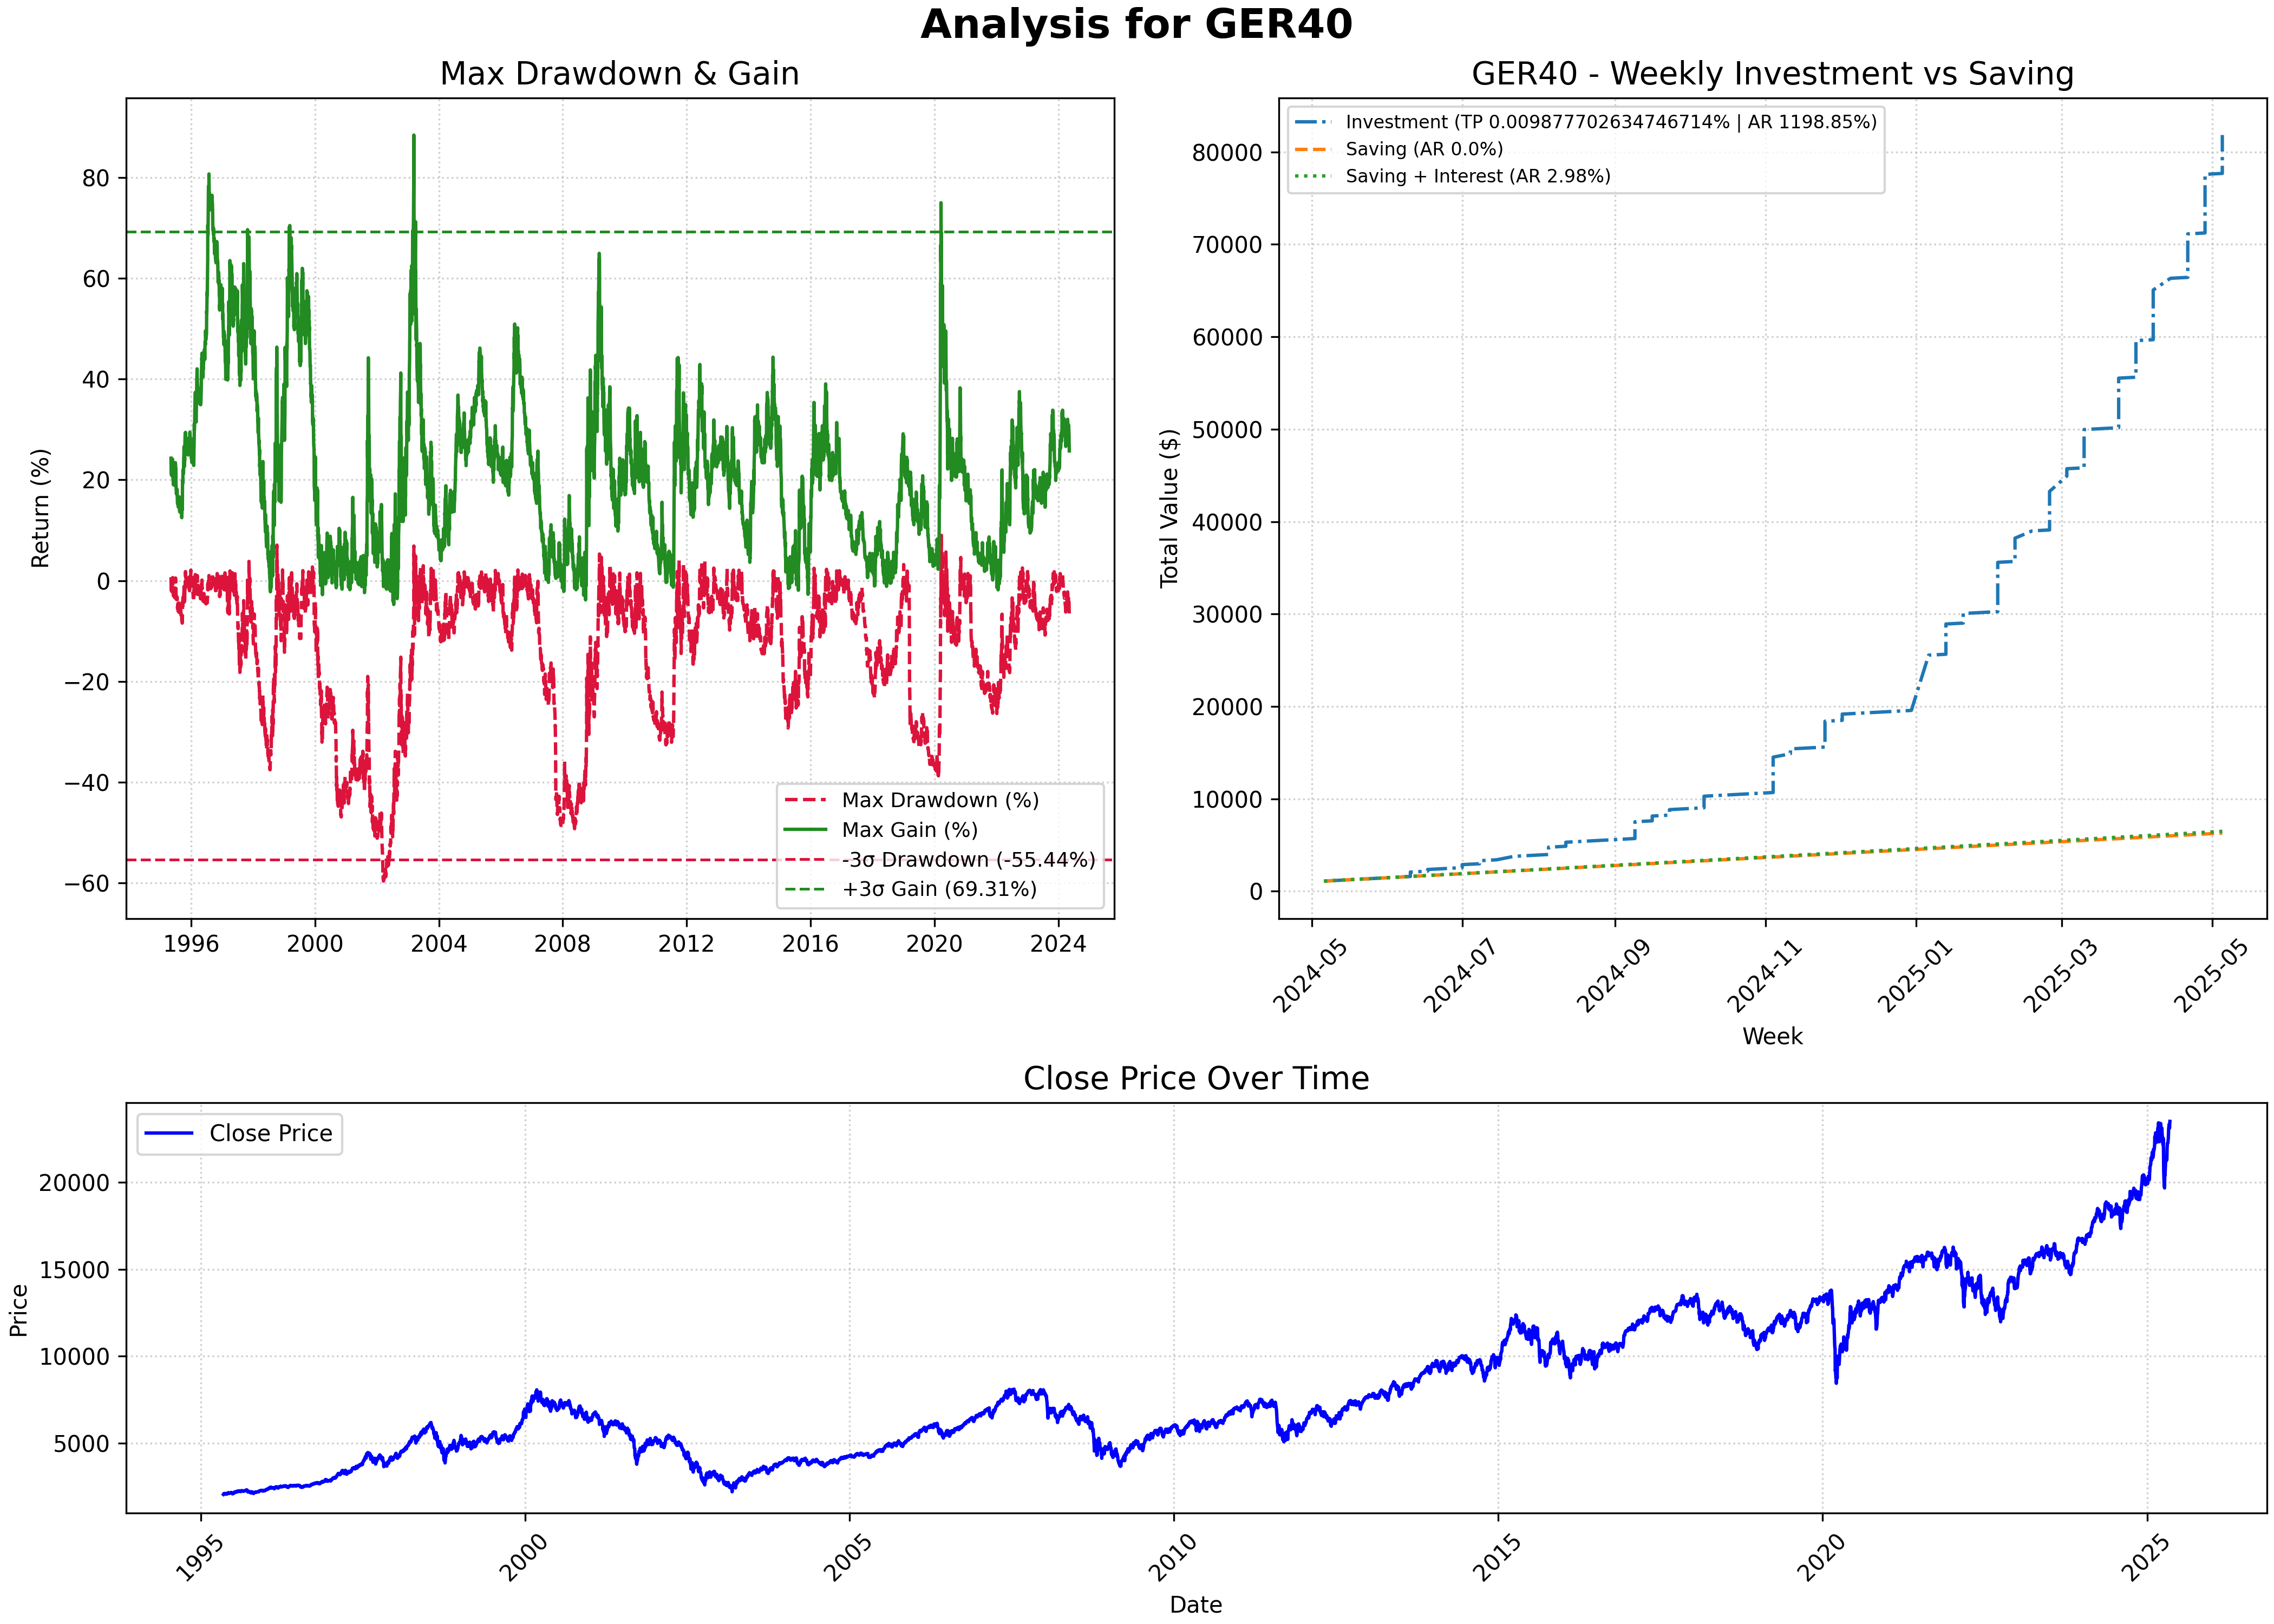 Analysis for GER40
Max Drawdown & Gain
Return (%)
80
60
40
20
0
−20
−40
−60
1996 2000 2004 2008 2012 2016 2020 2024
Max Drawdown (%)
Max Gain (%)
-3σ Drawdown (-55.44%)
+3σ Gain (69.31%)
GER40 - Weekly Investment vs Saving
Investment (TP 0.009877702634746714% | AR 1198.85%)
Saving (AR 0.0%)
Saving + Interest (AR 2.98%)
Total Value ($)
80000
70000
60000
50000
40000
30000
20000
10000
0
2024-05 2024-07 2024-09 2024-11 2025-01 2025-03 2025-05
Week
Close Price Over Time
Close Price
Price
20000
15000
10000
5000
1995 2000 2005 2010 2015 2020 2025
Date